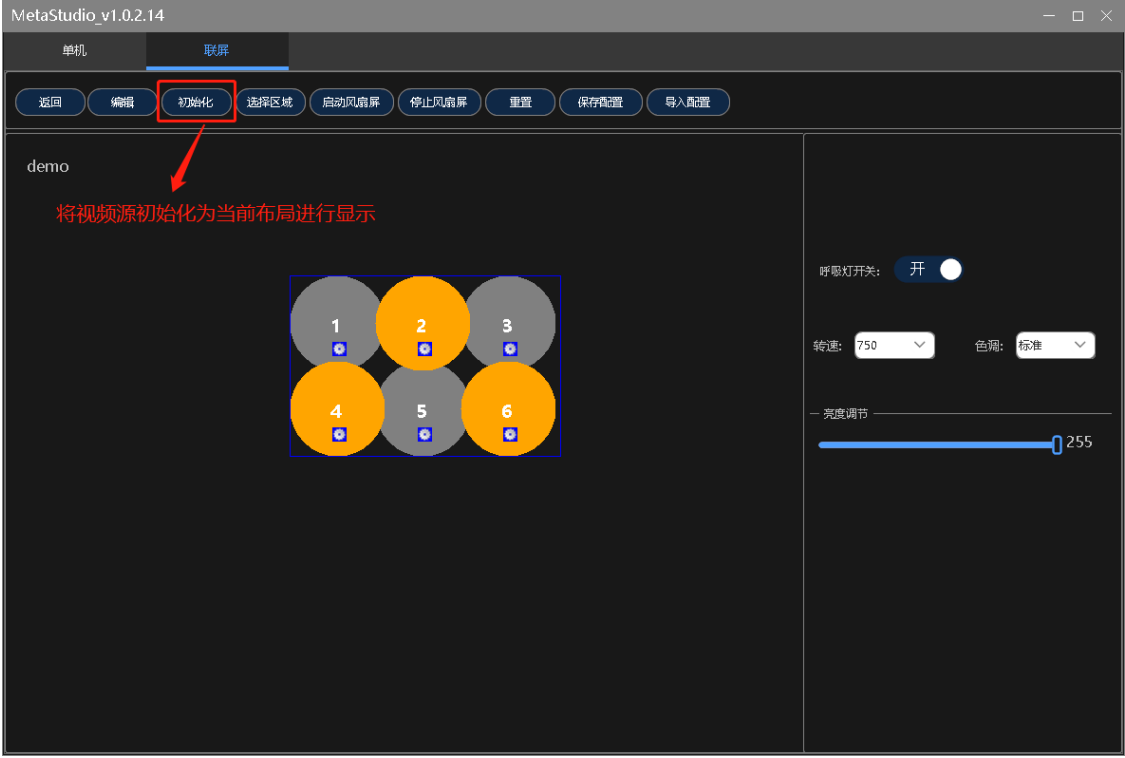 MetaStudio_v1.0.2.14
单机 联屏
返回 编辑 初始化 选择区域 启动风扇屏 停止风扇屏 重置 保存配置 导入配置
demo
将视频源初始化为当前布局进行显示
1 2 3
4 5 6
呼吸灯开关: 开
转速: 750 色调: 标准
亮度调节
255